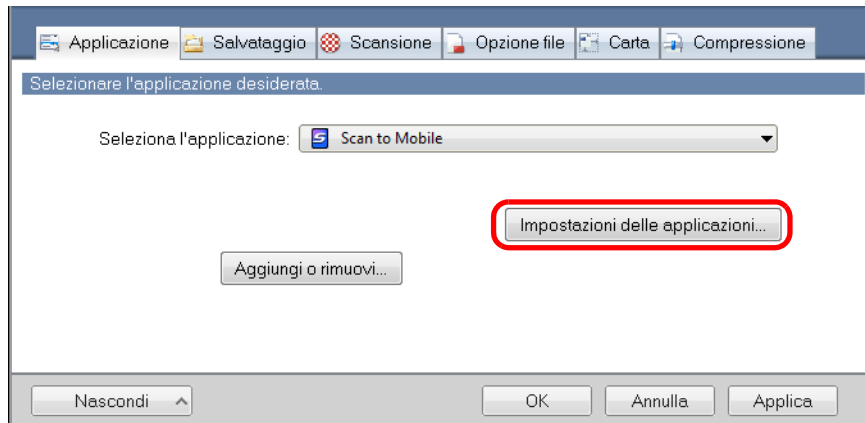 Applicazione Salvataggio Scansione Opzione file Carta Compressione
Selezionare l'applicazione desiderata.
Seleziona l'applicazione: Scan to Mobile
Impostazioni delle applicazioni...
Aggiungi o rimuovi...
Nascondi OK Annulla Applica